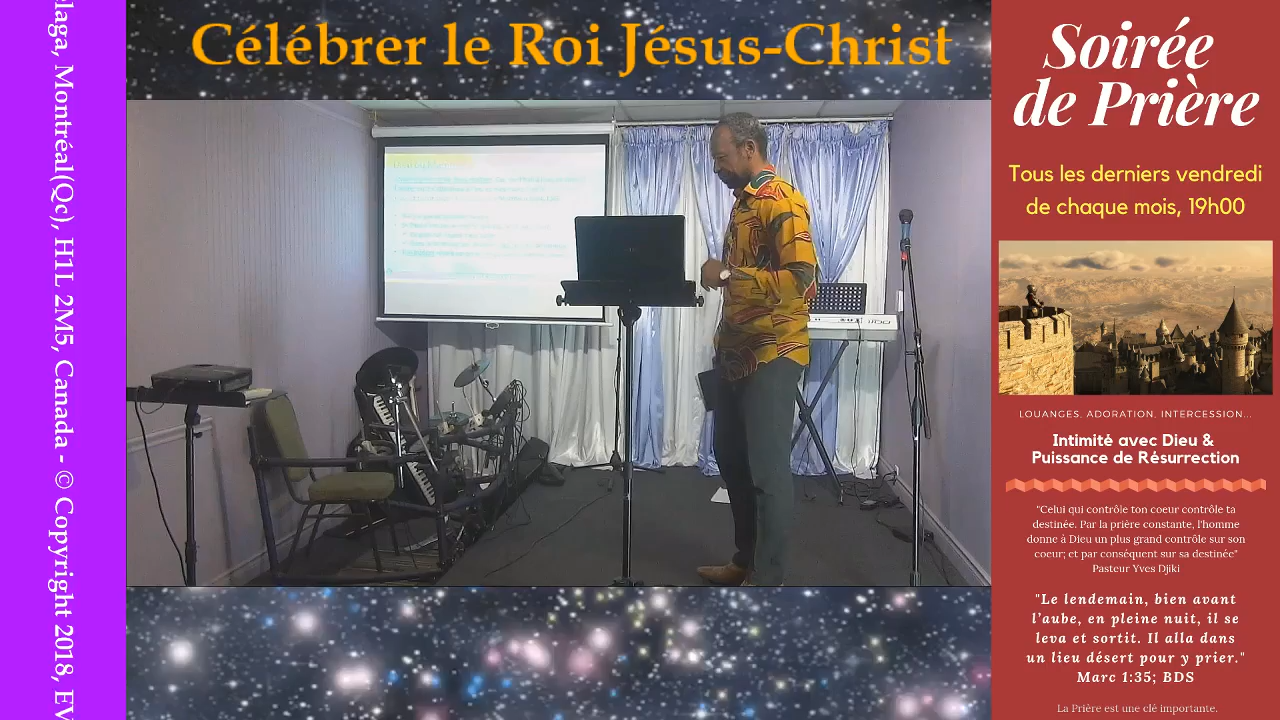 Célébrer le Roi Jésus-Christ
elaga, Montréal(Qc), H1L 2M5, Canada - © Copyright 2018, EV
Soirée
de Prière
Tous les derniers vendredi
de chaque mois, 19h00
LOUANGES, ADORATION, INTERCESSION...
Intimité avec Dieu &
Puissance de Résurrection
"Celui qui contrôle ton coeur contrôle ta
destinée. Par la prière constante, l'homme
donne à Dieu un plus grand contrôle sur son
coeur; et par conséquent sur sa destinée"
Pasteur Yves Djiki
"Le lendemain, bien avant
l'aube, en pleine nuit, il se
leva et sortit. Il alla dans
un lieu désert pour y prier."
Marc 1:35; BDS
La Prière est une clé importante.